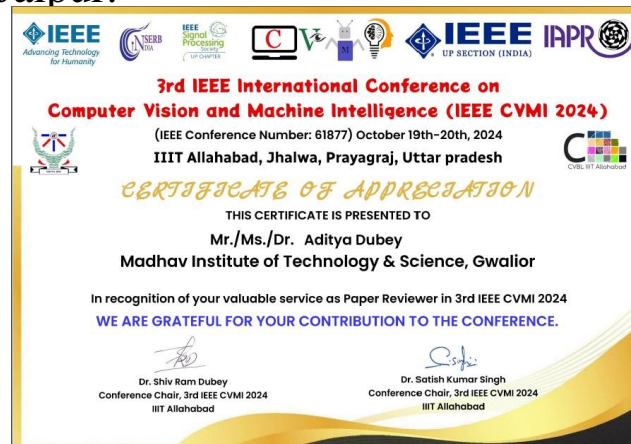 IEEE
Advancing Technology
for Humanity
SERB
INDIA
IEEE
Signal
Processing
Society
UP CHAPTER
C V M I
IEEE
UP SECTION (INDIA)
IAPR
3rd IEEE International Conference on
Computer Vision and Machine Intelligence (IEEE CVMI 2024)
(IEEE Conference Number: 61877) October 19th-20th, 2024
IIIT Allahabad, Jhalwa, Prayagraj, Uttar pradesh
CVBL IIIT Allahabad
CERTIFICATE OF APPRECIATION
THIS CERTIFICATE IS PRESENTED TO
Mr./Ms./Dr. Aditya Dubey
Madhav Institute of Technology & Science, Gwalior
In recognition of your valuable service as Paper Reviewer in 3rd IEEE CVMI 2024
WE ARE GRATEFUL FOR YOUR CONTRIBUTION TO THE CONFERENCE.
Dr. Shiv Ram Dubey
Conference Chair, 3rd IEEE CVMI 2024
IIIT Allahabad
Dr. Satish Kumar Singh
Conference Chair, 3rd IEEE CVMI 2024
IIIT Allahabad